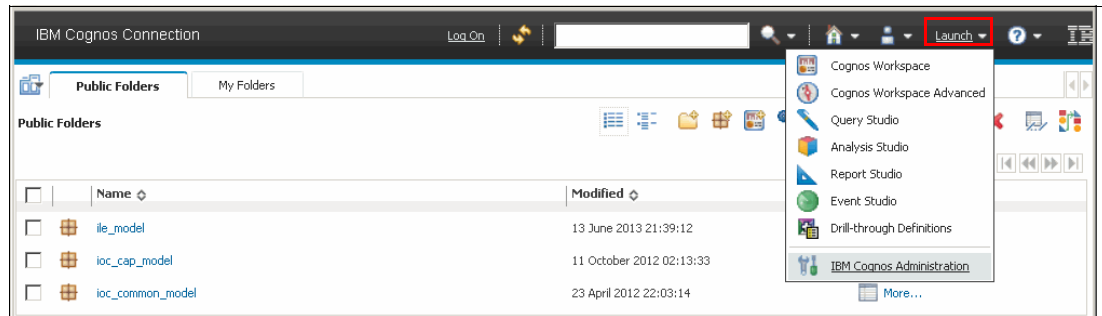 IBM Cognos Connection Log On Launch
Public Folders My Folders
Public Folders
Name Modified
ile_model 13 June 2013 21:39:12
ioc_cap_model 11 October 2012 02:13:33
ioc_common_model 23 April 2012 22:03:14 More...
Cognos Workspace
Cognos Workspace Advanced
Query Studio
Analysis Studio
Report Studio
Event Studio
Drill-through Definitions
IBM Cognos Administration